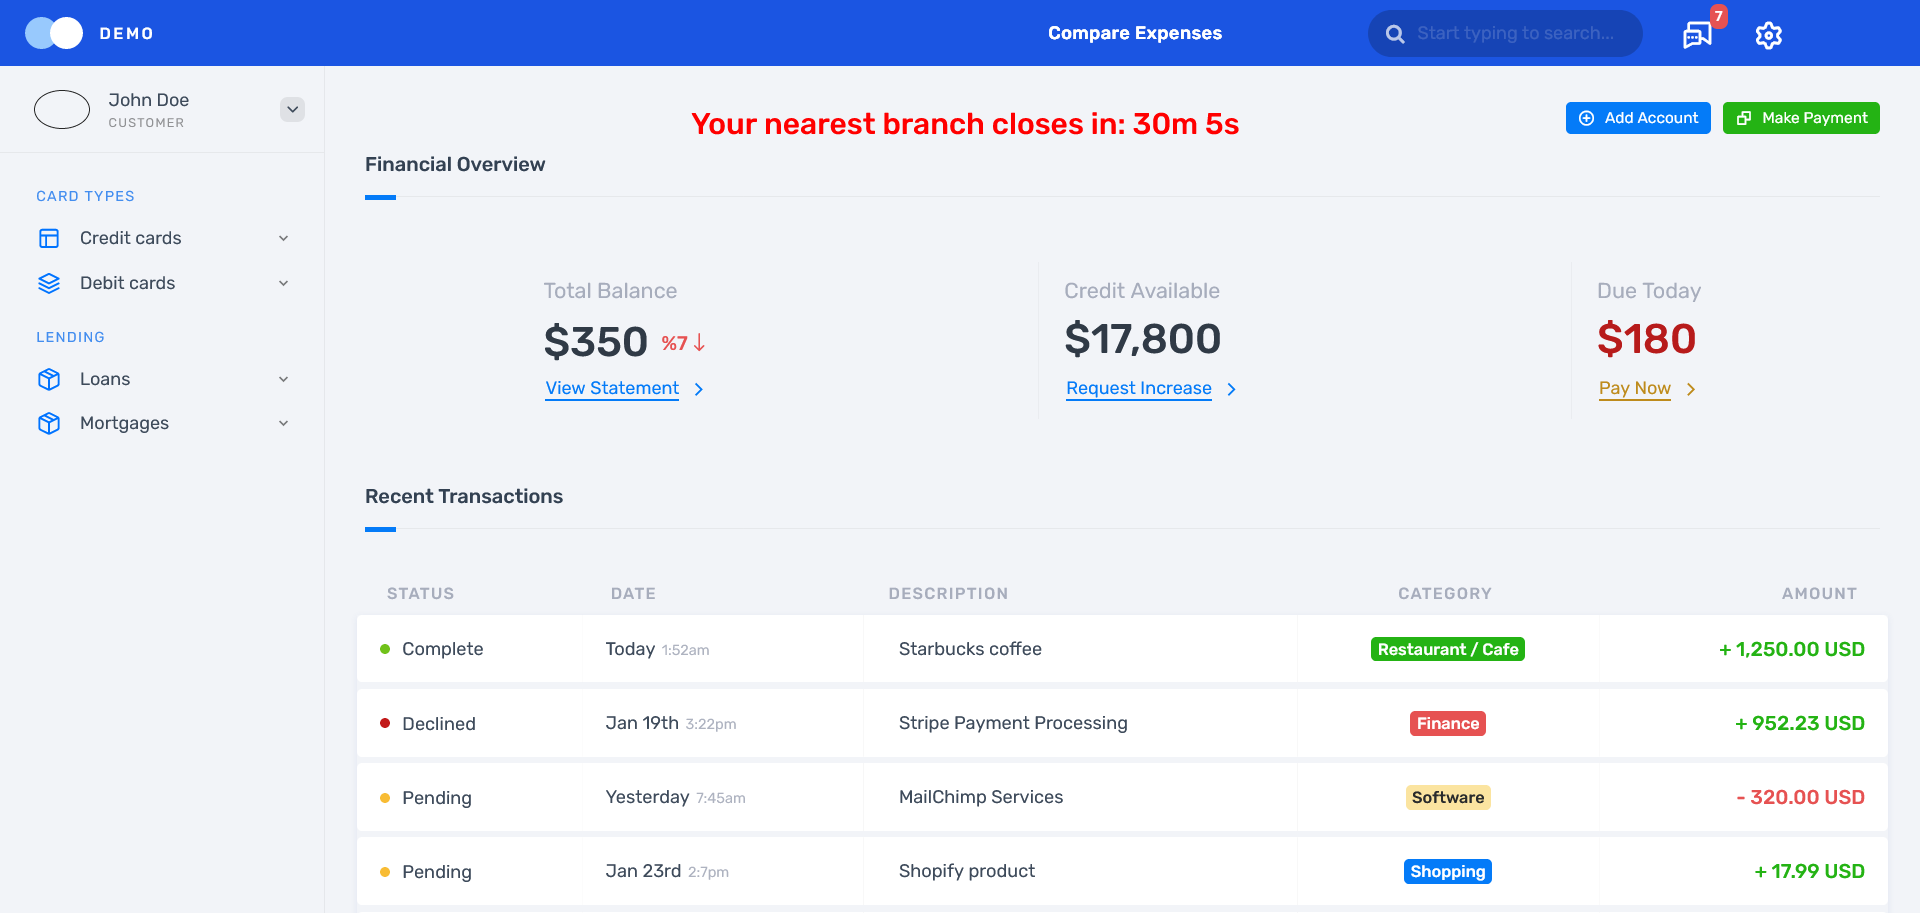 DEMO
Compare Expenses
Start typing to search...
7
John Doe
CUSTOMER
Your nearest branch closes in: 30m 5s
Add Account
Make Payment
Financial Overview
CARD TYPES
Credit cards
Debit cards
LENDING
Loans
Mortgages
Total Balance
$350 %7
View Statement
Credit Available
$17,800
Request Increase
Due Today
$180
Pay Now
Recent Transactions
STATUS DATE DESCRIPTION CATEGORY AMOUNT
Complete Today 1:52am Starbucks coffee Restaurant / Cafe + 1,250.00 USD
Declined Jan 19th 3:22pm Stripe Payment Processing Finance + 952.23 USD
Pending Yesterday 7:45am MailChimp Services Software - 320.00 USD
Pending Jan 23rd 2:7pm Shopify product Shopping + 17.99 USD